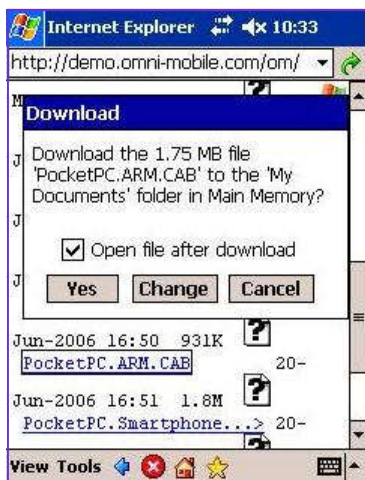 Internet Explorer 10:33
http://demo.omni-mobile.com/om/
M
Download
J
Download the 1.75 MB file
'PocketPC.ARM.CAB' to the 'My
Documents' folder in Main Memory?
J
Open file after download
J
Yes Change Cancel
Jun-2006 16:50 931K
PocketPC.ARM.CAB 20-
Jun-2006 16:51 1.8M
PocketPC.Smartphone...> 20-
View Tools